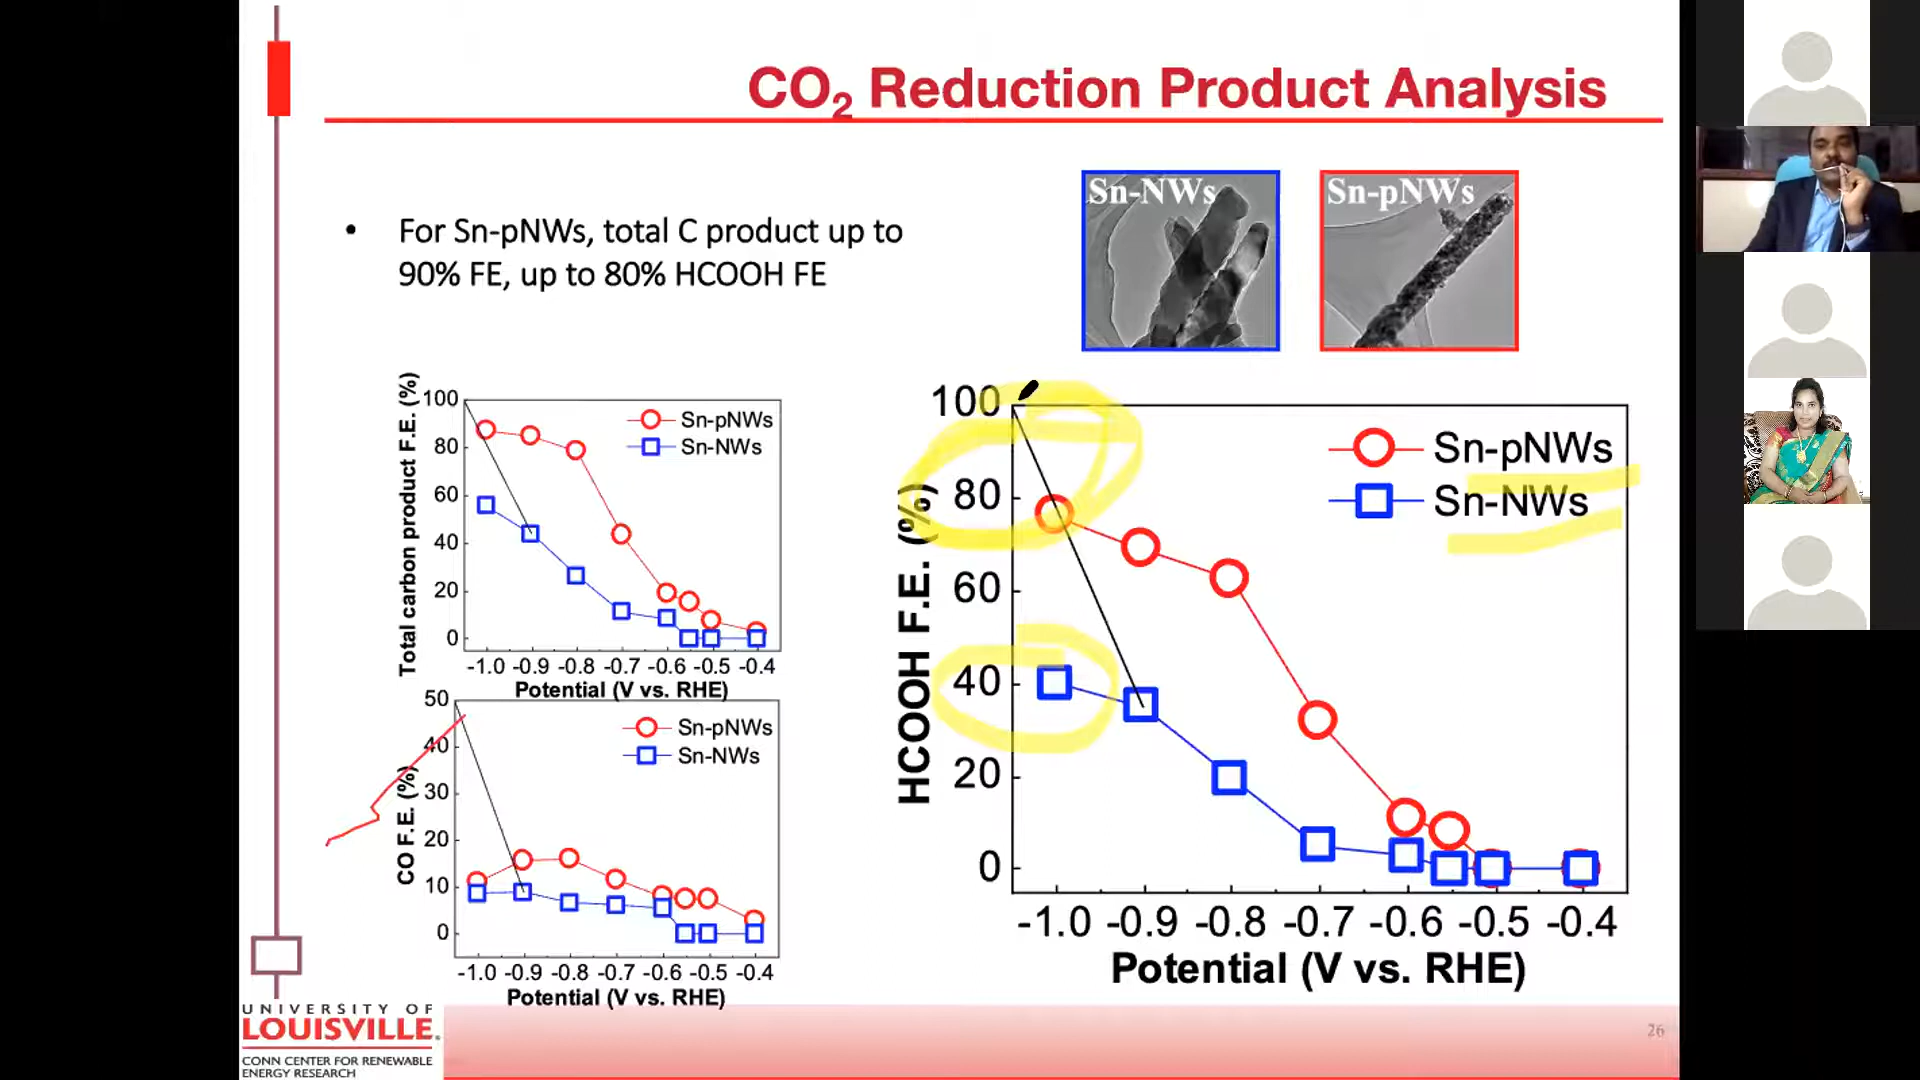 CO2 Reduction Product Analysis
• For Sn-pNWs, total C product up to
90% FE, up to 80% HCOOH FE
Sn-NWs
Sn-pNWs
Total carbon product F.E. (%)
100
80
60
40
20
0
Sn-pNWs
Sn-NWs
-1.0 -0.9 -0.8 -0.7 -0.6 -0.5 -0.4
Potential (V vs. RHE)
CO F.E. (%)
50
40
30
20
10
0
Sn-pNWs
Sn-NWs
-1.0 -0.9 -0.8 -0.7 -0.6 -0.5 -0.4
Potential (V vs. RHE)
HCOOH F.E. (%)
100
80
60
40
20
0
Sn-pNWs
Sn-NWs
-1.0 -0.9 -0.8 -0.7 -0.6 -0.5 -0.4
Potential (V vs. RHE)
UNIVERSITY OF
LOUISVILLE.
CONN CENTER FOR RENEWABLE
ENERGY RESEARCH
26